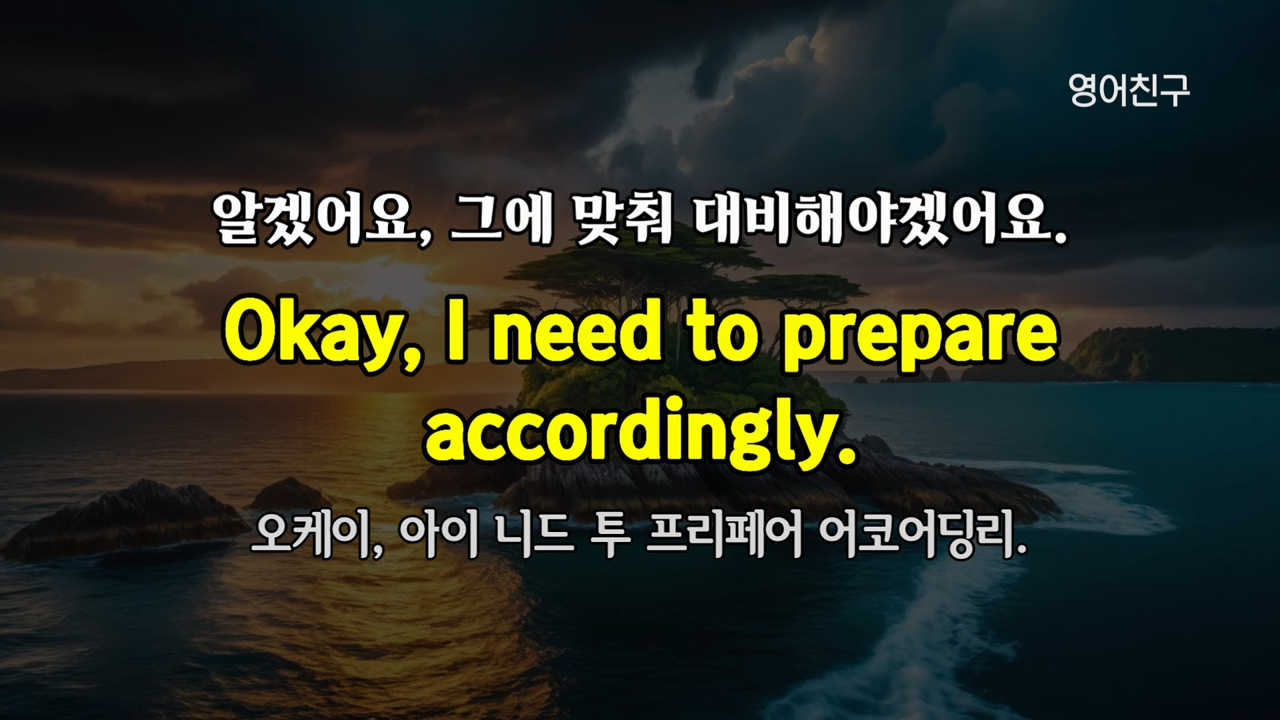 영어친구
알겠어요, 그에 맞춰 대비해야겠어요.
Okay, I need to prepare
accordingly.
오케이, 아이 니드 투 프리페어 어코어딩리.